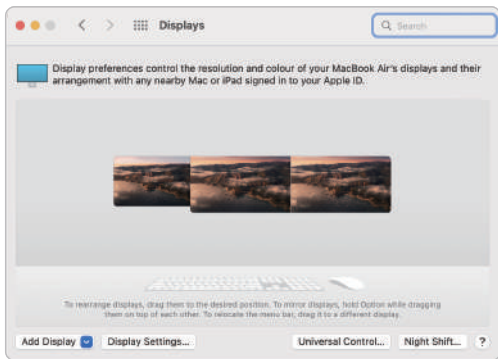 Displays
Search
Display preferences control the resolution and colour of your MacBook Air's displays and their
arrangement with any nearby Mac or iPad signed in to your Apple ID.
To rearrange displays, drag them to the desired position. To mirror displays, hold Option while dragging
them on top of each other. To relocate the menu bar, drag it to a different display.
Add Display Display Settings... Universal Control... Night Shift... ?